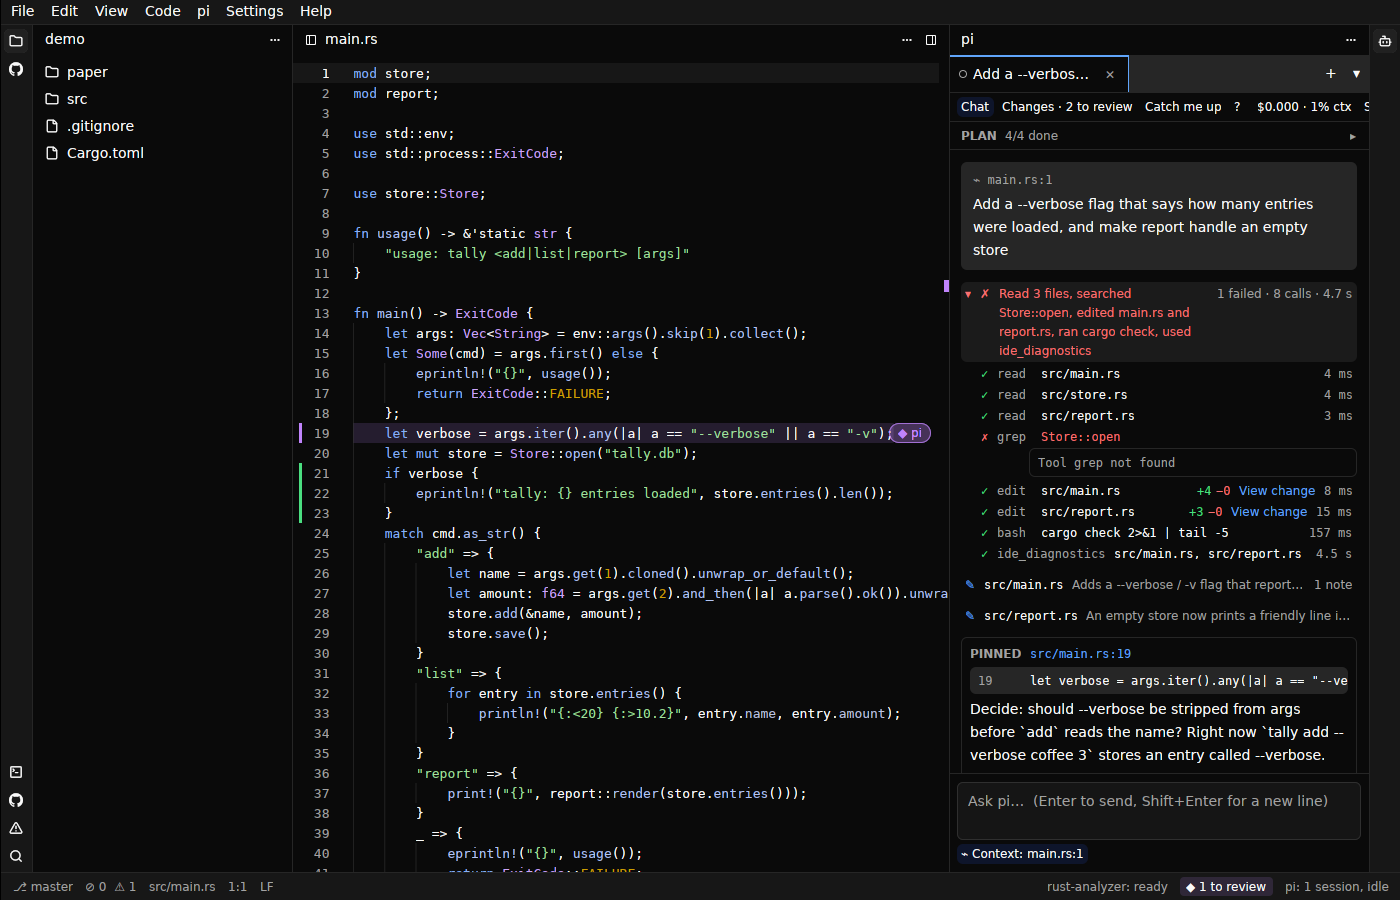 File Edit View Code pi Settings Help
demo ···
paper
src
.gitignore
Cargo.toml
main.rs ···
1 mod store;
2 mod report;
3
4 use std::env;
5 use std::process::ExitCode;
6
7 use store::Store;
8
9 fn usage() -> &'static str {
10 "usage: tally <add|list|report> [args]"
11 }
12
13 fn main() -> ExitCode {
14 let args: Vec<String> = env::args().skip(1).collect();
15 let Some(cmd) = args.first() else {
16 eprintln!("{}", usage());
17 return ExitCode::FAILURE;
18 };
19 let verbose = args.iter().any(|a| a == "--verbose" || a == "-v"); ◆ pi
20 let mut store = Store::open("tally.db");
21 if verbose {
22 eprintln!("tally: {} entries loaded", store.entries().len());
23 }
24 match cmd.as_str() {
25 "add" => {
26 let name = args.get(1).cloned().unwrap_or_default();
27 let amount: f64 = args.get(2).and_then(|a| a.parse().ok()).unwra
28 store.add(&name, amount);
29 store.save();
30 }
31 "list" => {
32 for entry in store.entries() {
33 println!("{:<20} {:>10.2}", entry.name, entry.amount);
34 }
35 }
36 "report" => {
37 print!("{}", report::render(store.entries()));
38 }
39 _ => {
40 eprintln!("{}", usage());
41 return ExitCode::FAILURE;
pi ···
Add a --verbos… × + ▼
Chat Changes · 2 to review Catch me up ? $0.000 · 1% ctx S
PLAN 4/4 done ▸
⌁ main.rs:1
Add a --verbose flag that says how many entries
were loaded, and make report handle an empty
store
▾ ✗ Read 3 files, searched 1 failed · 8 calls · 4.7 s
Store::open, edited main.rs and
report.rs, ran cargo check, used
ide_diagnostics
✓ read src/main.rs 4 ms
✓ read src/store.rs 4 ms
✓ read src/report.rs 3 ms
✗ grep Store::open
Tool grep not found
✓ edit src/main.rs +4 −0 View change 8 ms
✓ edit src/report.rs +3 −0 View change 15 ms
✓ bash cargo check 2>&1 | tail -5 157 ms
✓ ide_diagnostics src/main.rs, src/report.rs 4.5 s
✎ src/main.rs Adds a --verbose / -v flag that report… 1 note
✎ src/report.rs An empty store now prints a friendly line i…
PINNED src/main.rs:19
19 let verbose = args.iter().any(|a| a == "--ve
Decide: should --verbose be stripped from args
before `add` reads the name? Right now `tally add --
verbose coffee 3` stores an entry called --verbose.
Ask pi… (Enter to send, Shift+Enter for a new line)
⌁ Context: main.rs:1
⎇ master ⊘ 0 ⚠ 1 src/main.rs 1:1 LF
rust-analyzer: ready ◆ 1 to review pi: 1 session, idle